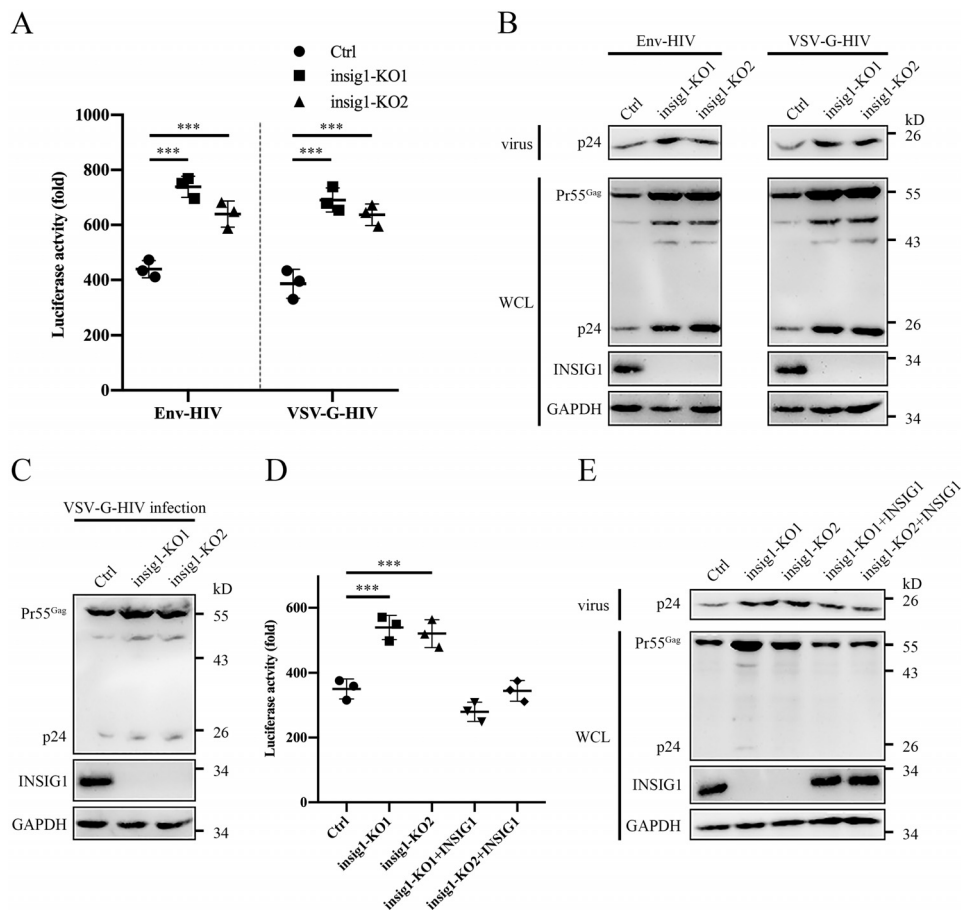 A
Ctrl
insig1-KO1
insig1-KO2
Luciferase actvity (fold)
1000
800
600
400
200
0
***
***
***
***
Env-HIV
VSV-G-HIV
B
Env-HIV
VSV-G-HIV
Ctrl
insig1-KO1
insig1-KO2
Ctrl
insig1-KO1
insig1-KO2
kD
virus
p24
26
WCL
Pr55Gag
55
43
p24
26
INSIG1
34
GAPDH
34
C
VSV-G-HIV infection
Ctrl
insig1-KO1
insig1-KO2
kD
Pr55Gag
55
43
p24
26
INSIG1
34
GAPDH
34
D
Luciferase actvity (fold)
600
400
200
0
***
***
Ctrl
insig1-KO1
insig1-KO2
insig1-KO1+INSIG1
insig1-KO2+INSIG1
E
Ctrl
insig1-KO1
insig1-KO2
insig1-KO1+INSIG1
insig1-KO2+INSIG1
kD
virus
p24
26
WCL
Pr55Gag
55
43
p24
26
INSIG1
34
GAPDH
34